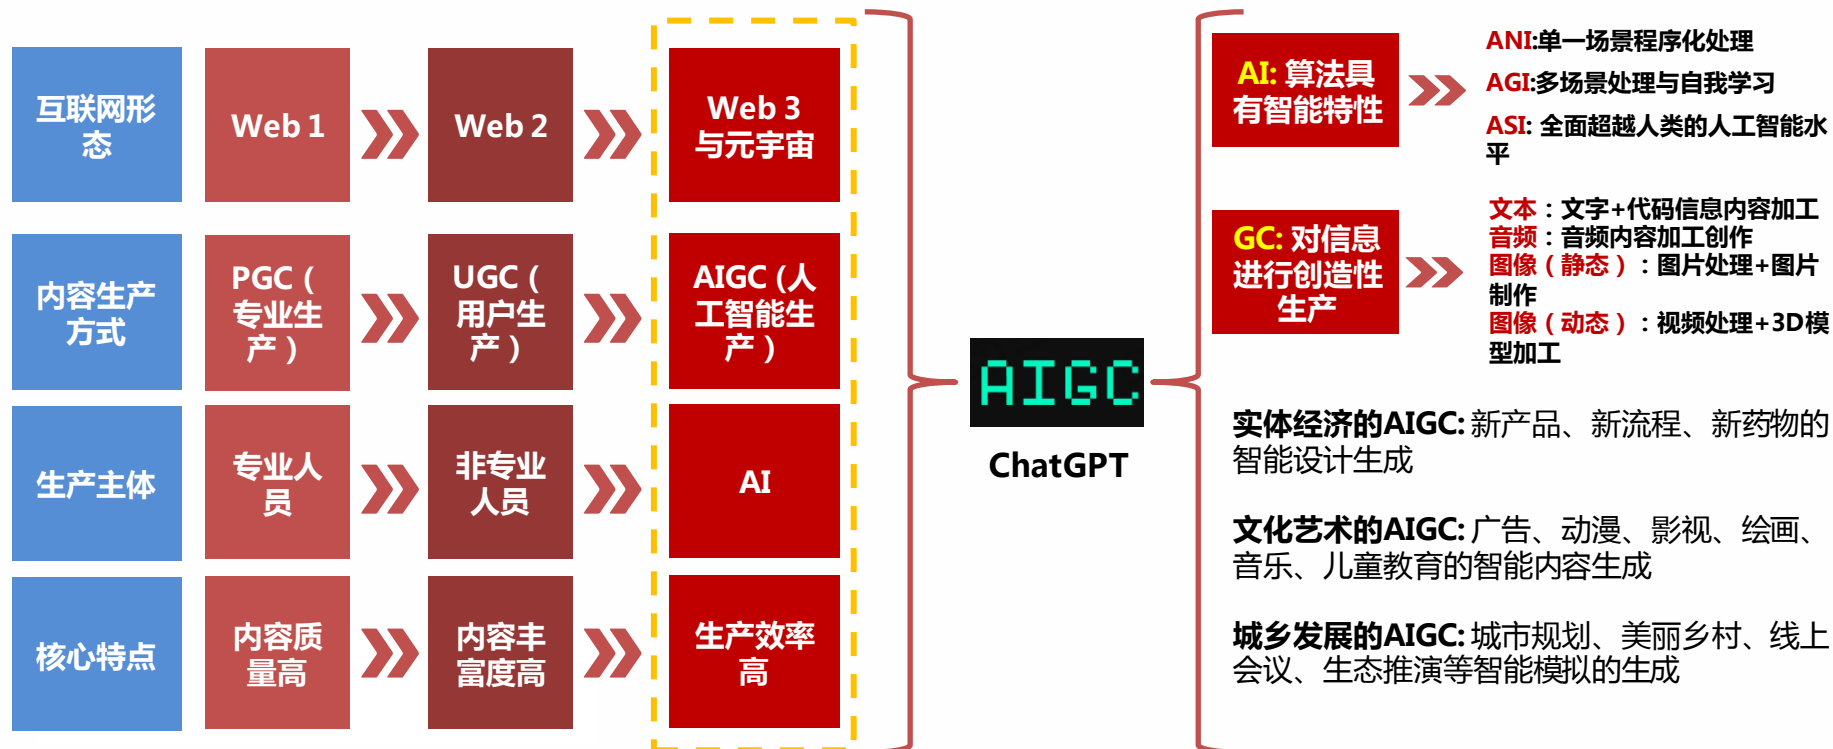 互联网形
态
Web 1
Web 2
Web 3
与元宇宙
内容生产
方式
PGC（
专业生
产）
UGC（
用户生
产）
AIGC (人
工智能生
产）
生产主体
专业人
员
非专业
人员
AI
核心特点
内容质
量高
内容丰
富度高
生产效率
高
AIGC
ChatGPT
AI: 算法具
有智能特性
ANI:单一场景程序化处理
AGI:多场景处理与自我学习
ASI: 全面超越人类的人工智能水
平
GC: 对信息
进行创造性
生产
文本：文字+代码信息内容加工
音频：音频内容加工创作
图像（静态）：图片处理+图片
制作
图像（动态）：视频处理+3D模
型加工
实体经济的AIGC: 新产品、新流程、新药物的
智能设计生成
文化艺术的AIGC: 广告、动漫、影视、绘画、
音乐、儿童教育的智能内容生成
城乡发展的AIGC: 城市规划、美丽乡村、线上
会议、生态推演等智能模拟的生成